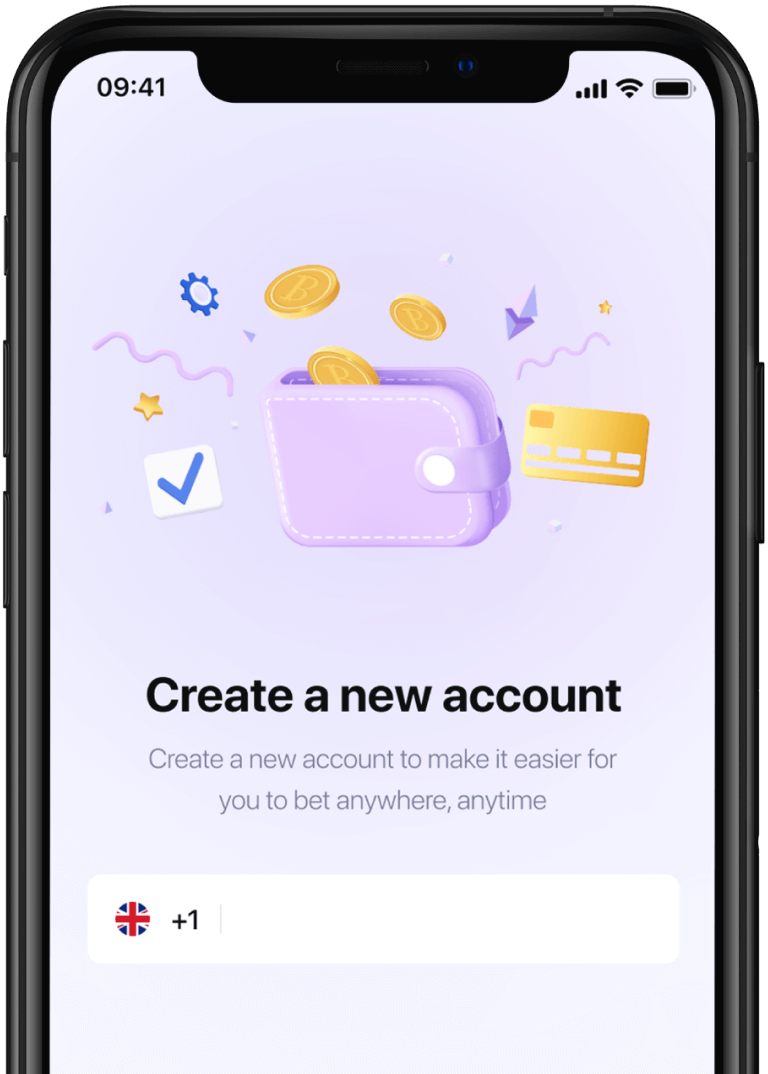 09:41
Create a new account
Create a new account to make it easier for
you to bet anywhere, anytime
+1